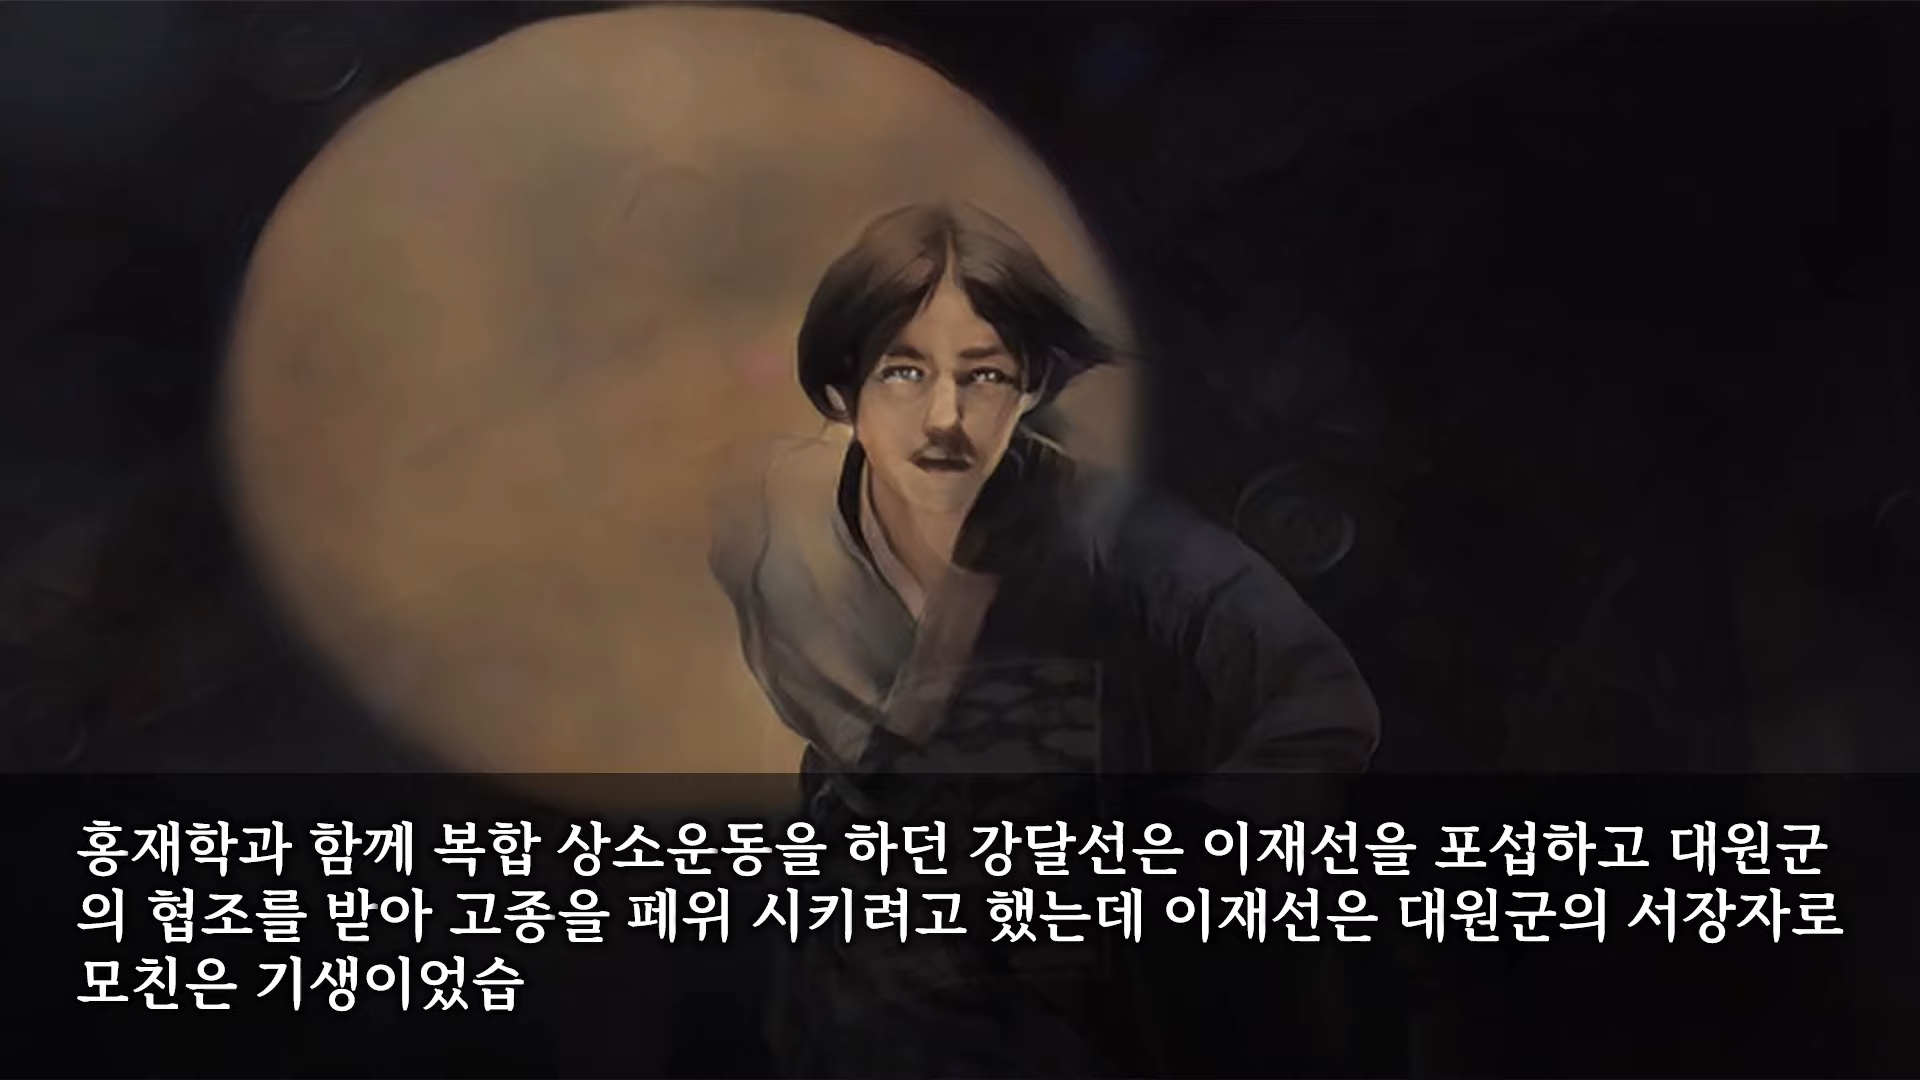 홍재학과 함께 복합 상소운동을 하던 강달선은 이재선을 포섭하고 대원군
의 협조를 받아 고종을 폐위 시키려고 했는데 이재선은 대원군의 서장자로
모친은 기생이었습